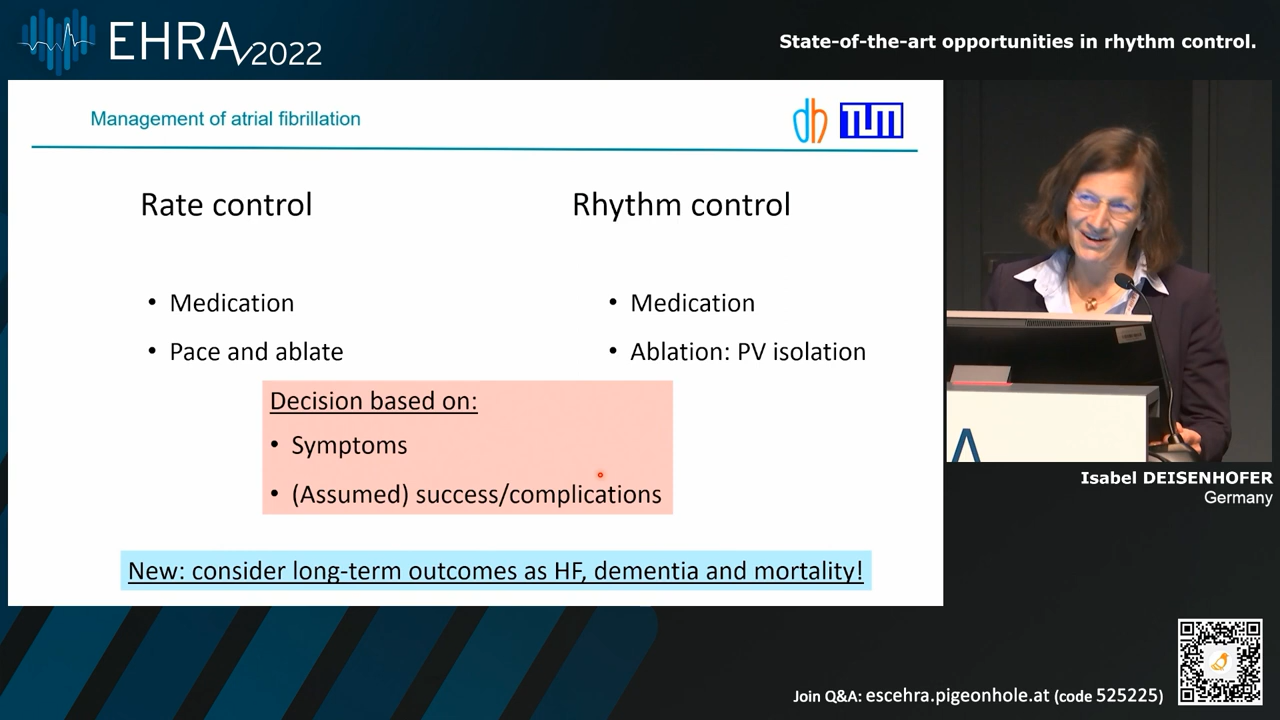 EHRA 2022
State-of-the-art opportunities in rhythm control.
Management of atrial fibrillation
dh TUM
Rate control
• Medication
• Pace and ablate
Rhythm control
• Medication
• Ablation: PV isolation
Decision based on:
• Symptoms
• (Assumed) success/complications
New: consider long-term outcomes as HF, dementia and mortality!
A
Isabel DEISENHOFER
Germany
Join Q&A: escehra.pigeonhole.at (code 525225)